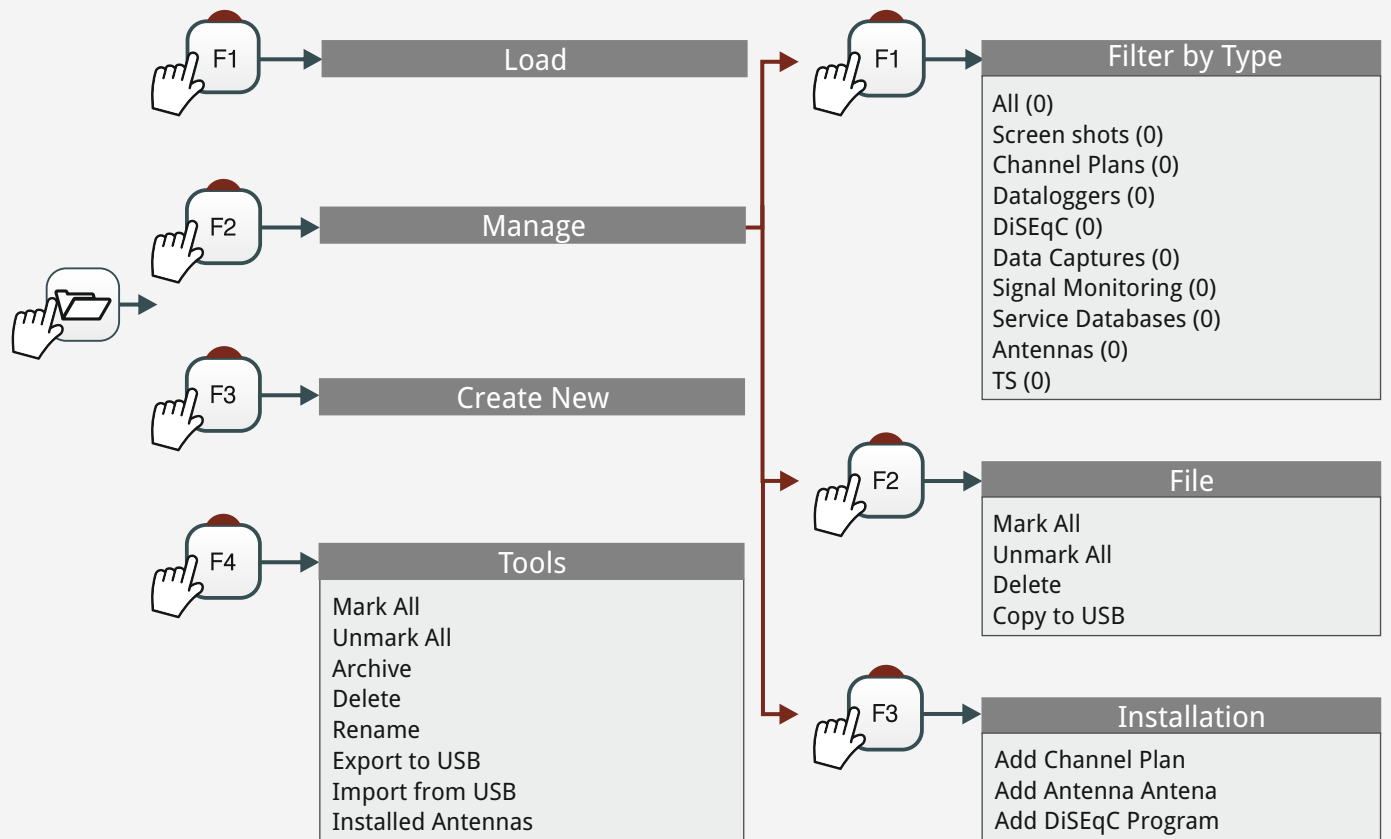 F1
Load
F2
Manage
F3
Create New
F4
Tools
Mark All
Unmark All
Archive
Delete
Rename
Export to USB
Import from USB
Installed Antennas
F1
Filter by Type
All (0)
Screen shots (0)
Channel Plans (0)
Dataloggers (0)
DiSEqC (0)
Data Captures (0)
Signal Monitoring (0)
Service Databases (0)
Antennas (0)
TS (0)
F2
File
Mark All
Unmark All
Delete
Copy to USB
F3
Installation
Add Channel Plan
Add Antenna Antena
Add DiSEqC Program